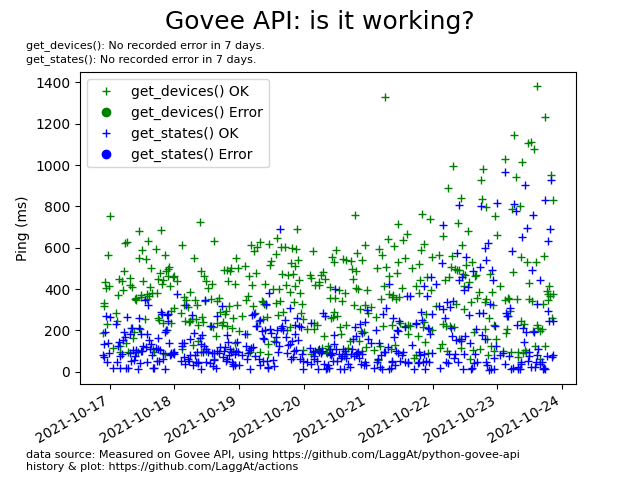 Govee API: is it working?
get_devices(): No recorded error in 7 days.
get_states(): No recorded error in 7 days.
get_devices() OK
get_devices() Error
get_states() OK
get_states() Error
Ping (ms)
1400
1200
1000
800
600
400
200
0
2021-10-17
2021-10-18
2021-10-19
2021-10-20
2021-10-21
2021-10-22
2021-10-23
2021-10-24
data source: Measured on Govee API, using https://github.com/LaggAt/python-govee-api
history & plot: https://github.com/LaggAt/actions